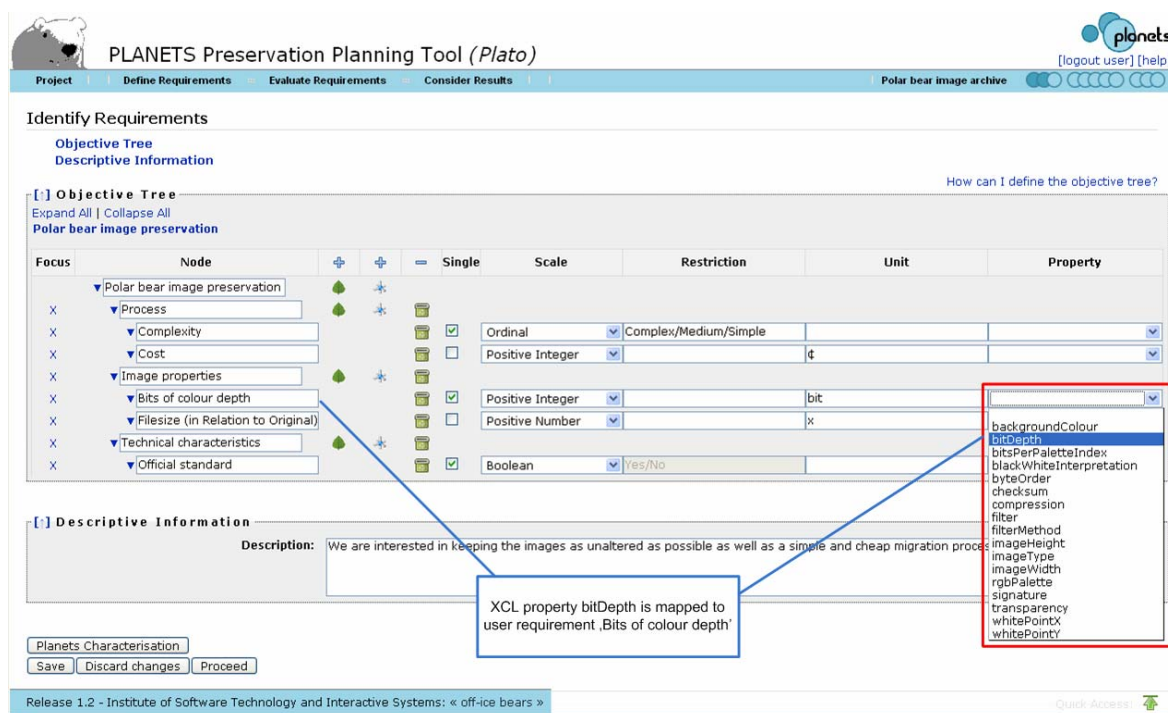 planets
PLANETS Preservation Planning Tool (Plato)
[logout user] [help
Project Define Requirements Evaluate Requirements Consider Results Polar bear image archive
Identify Requirements
Objective Tree
Descriptive Information
How can I define the objective tree?
[↑] Objective Tree
Expand All | Collapse All
Polar bear image preservation
Focus Node Single Scale Restriction Unit Property
Polar bear image preservation
X Process
X Complexity Ordinal Complex/Medium/Simple
X Cost Positive Integer ¢
X Image properties
X Bits of colour depth Positive Integer bit
X Filesize (in Relation to Original) Positive Number x
X Technical characteristics
X Official standard Boolean Yes/No
backgroundColour
bitDepth
bitsPerPaletteIndex
blackWhiteInterpretation
byteOrder
checksum
compression
filter
filterMethod
imageHeight
imageType
imageWidth
rgbPalette
signature
transparency
whitePointX
whitePointY
[↑] Descriptive Information
Description: We are interested in keeping the images as unaltered as possible as well as a simple and cheap migration proces
XCL property bitDepth is mapped to
user requirement ‚Bits of colour depth’
Planets Characterisation
Save Discard changes Proceed
Release 1.2 - Institute of Software Technology and Interactive Systems: « off-ice bears »
Quick Access: